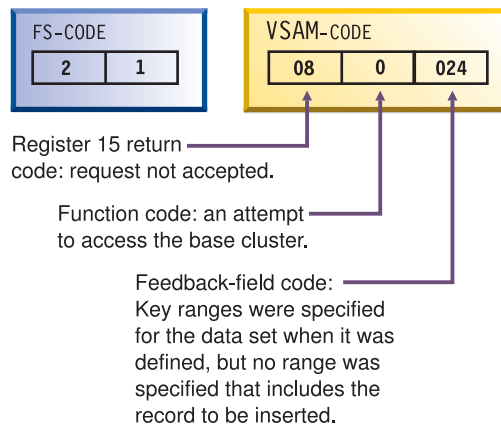 FS-CODE
2 1
VSAM-CODE
08 0 024
Register 15 return
code: request not accepted.
Function code: an attempt
to access the base cluster.
Feedback-field code:
Key ranges were specified
for the data set when it was
defined, but no range was
specified that includes the
record to be inserted.